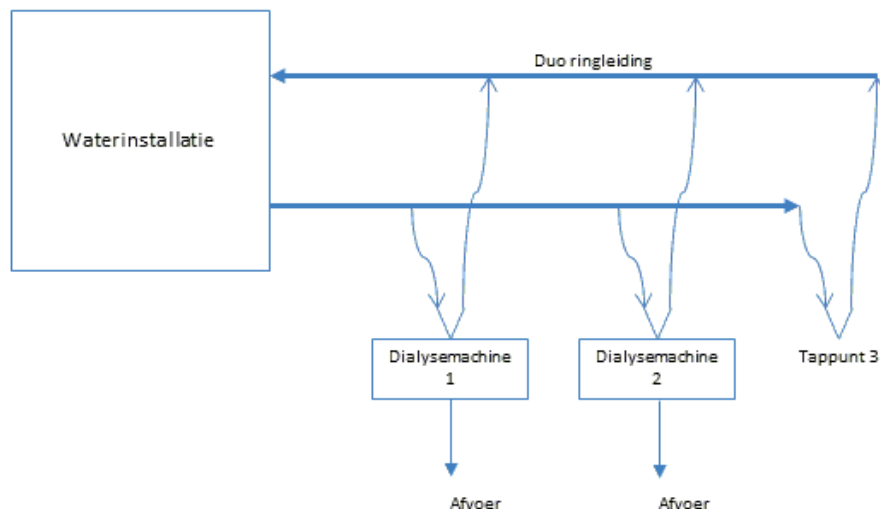 Duo ringleiding
Waterinstallatie
Dialysemachine
1
Dialysemachine
2
Tappunt 3
Afvoer
Afvoer